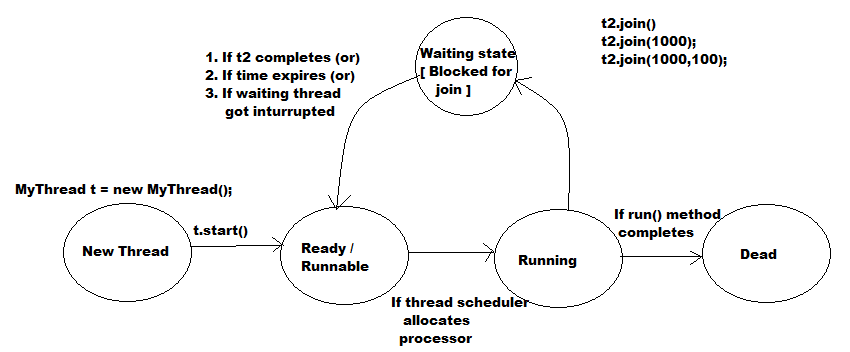 t2.join()
t2.join(1000);
t2.join(1000,100);
1. If t2 completes (or)
2. If time expires (or)
3. If waiting thread
got inturrupted
Waiting state
[ Blocked for
join ]
MyThread t = new MyThread();
New Thread
t.start()
Ready /
Runnable
If thread scheduler
allocates
processor
Running
If run() method
completes
Dead